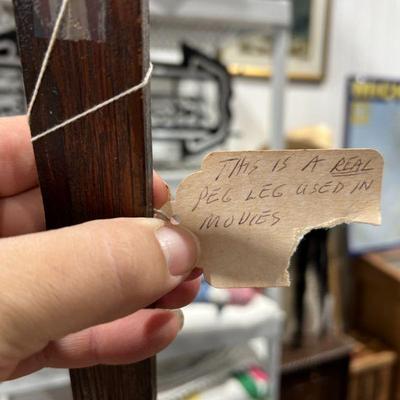 THIS IS A REAL
PEG LEG USED IN
MOVIES